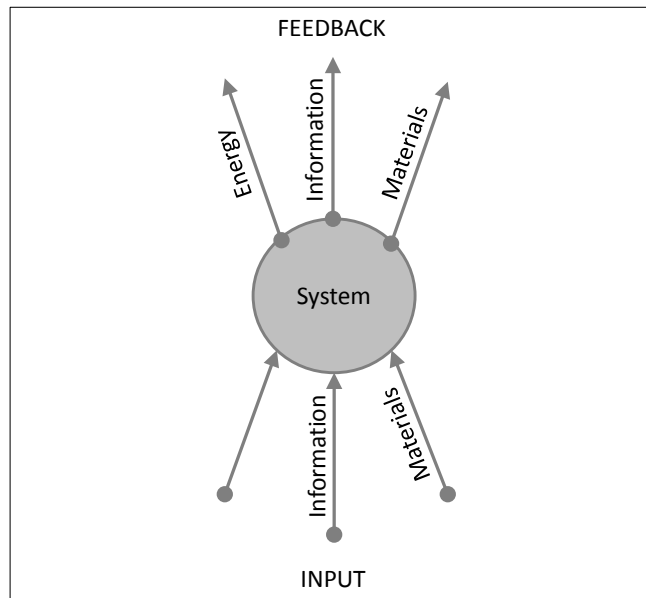 FEEDBACK
Energy
Information
Materials
System
Information
Materials
INPUT